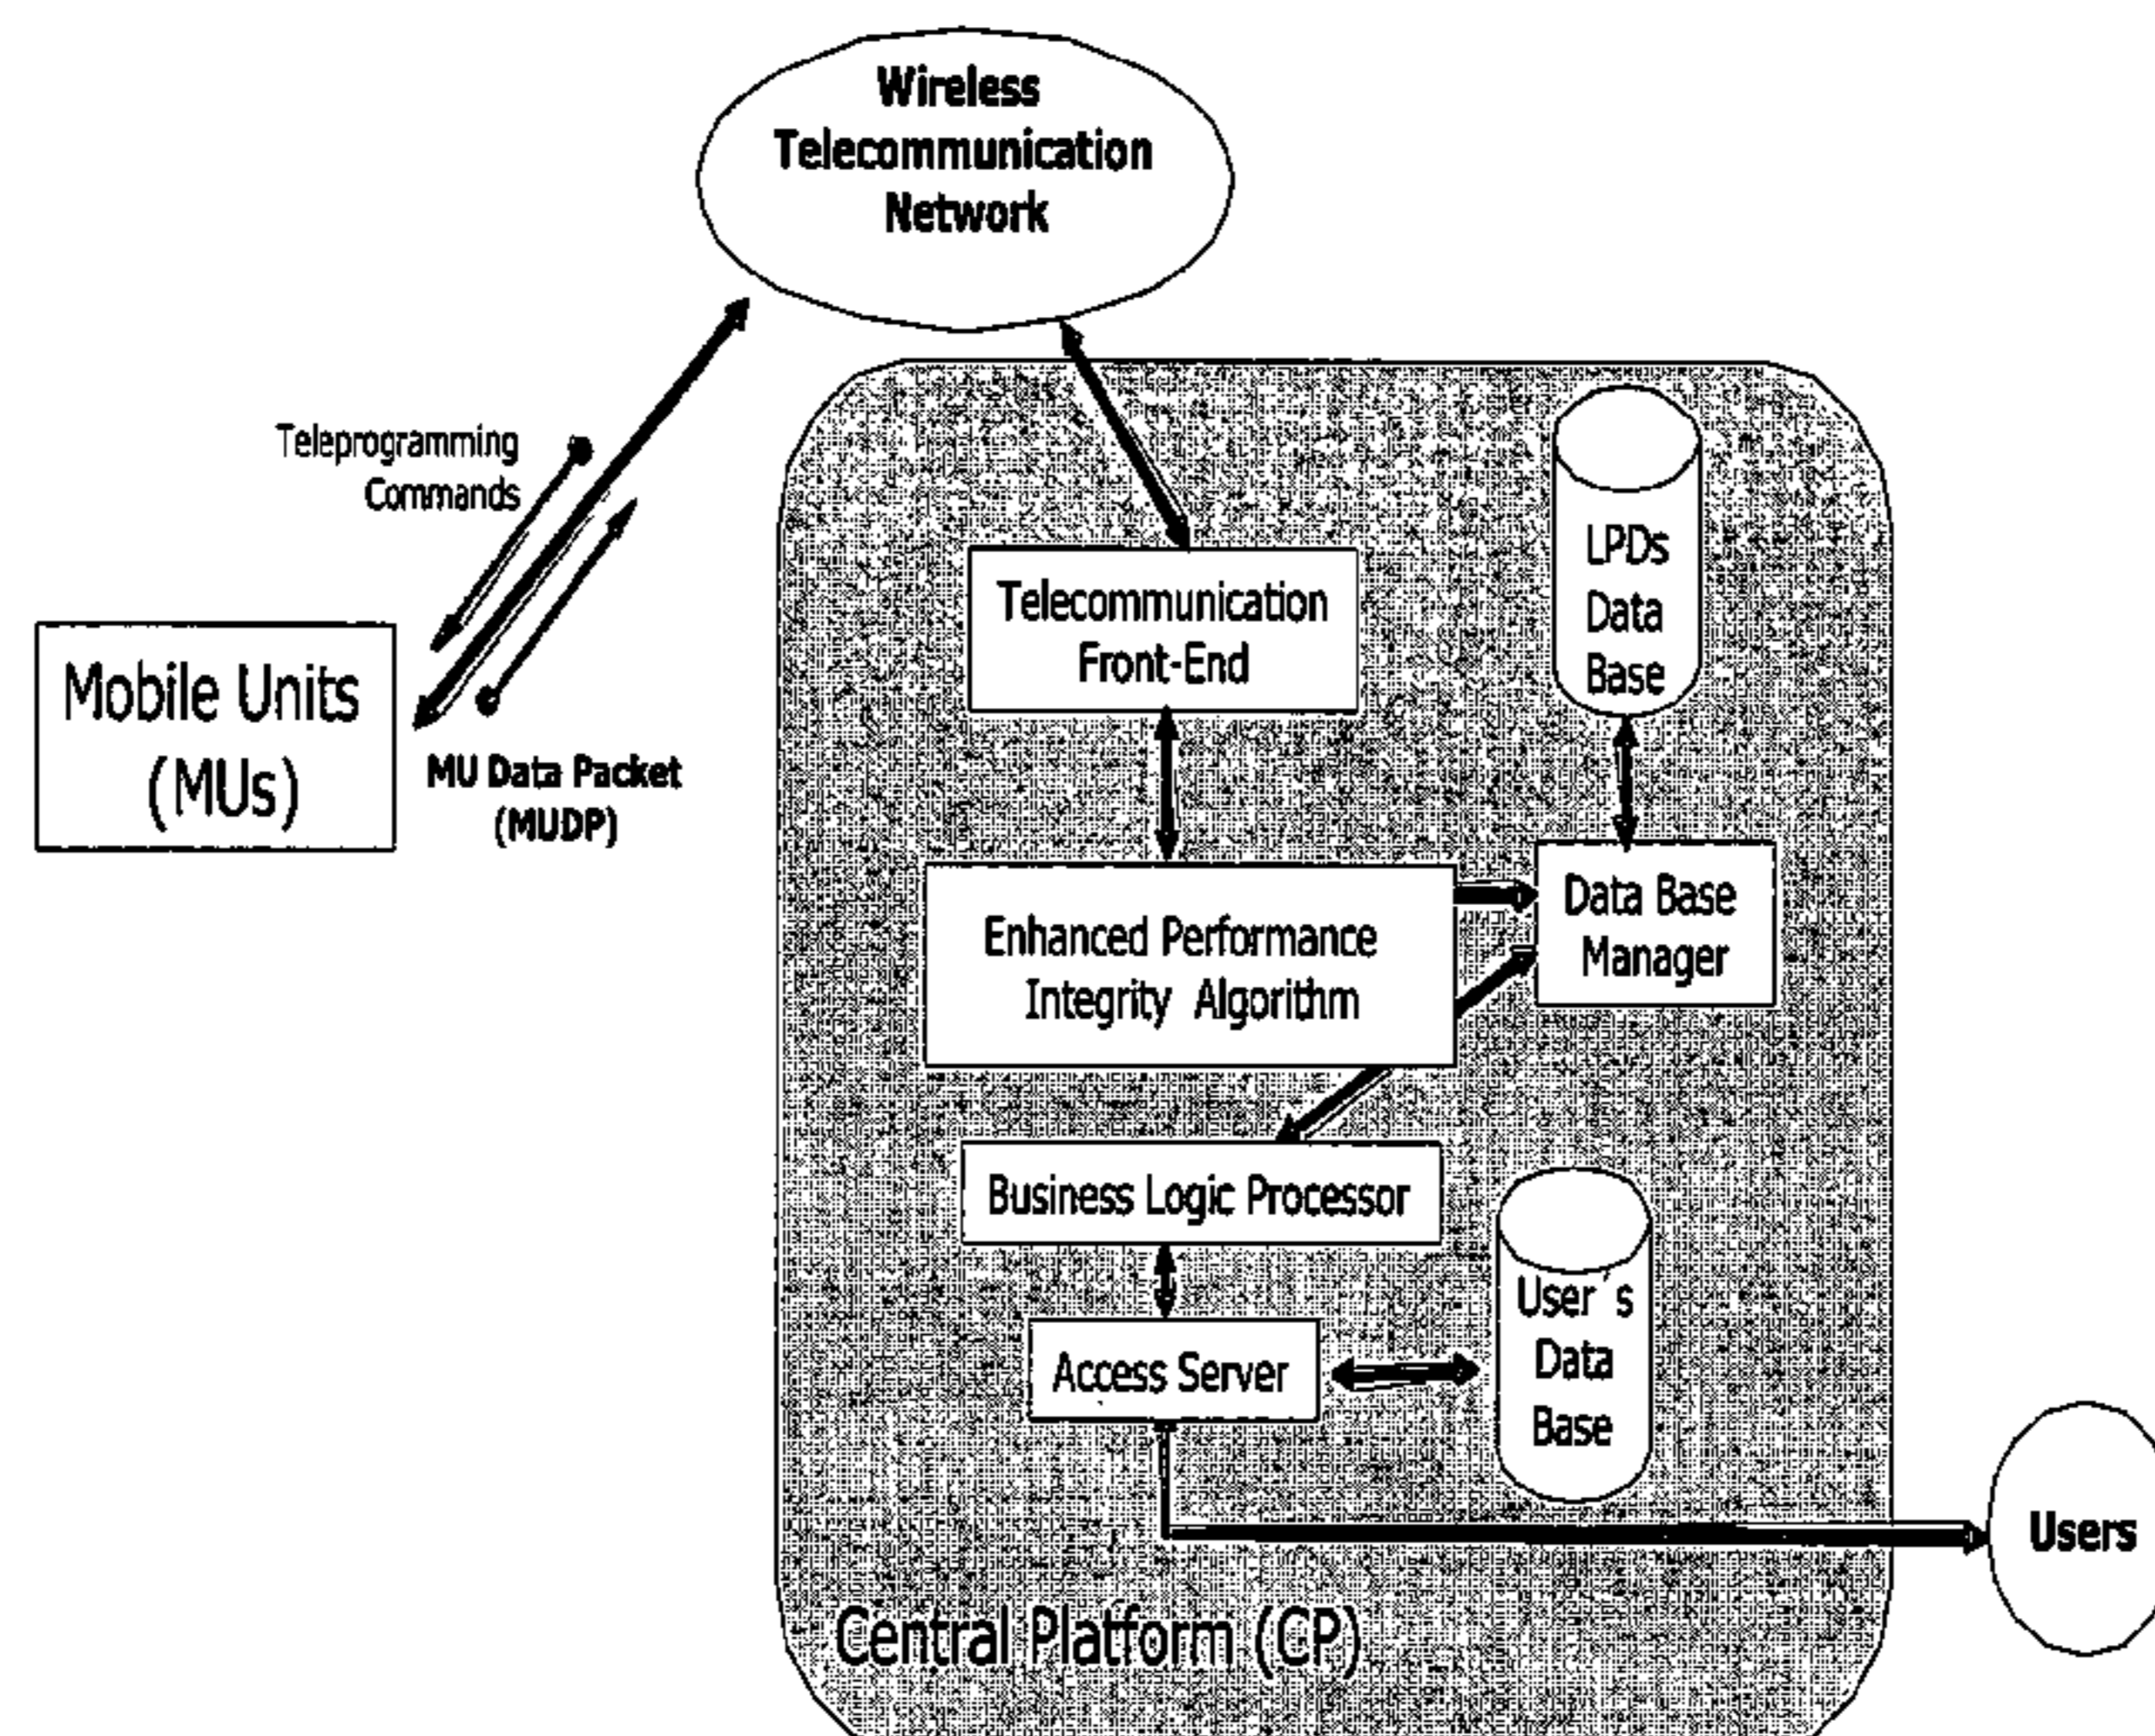 Wireless
Telecommunication
Network
Teleprogramming
Commands
Mobile Units
(MUs)
MU Data Packet
(MUDP)
Telecommunication
Front-End
LPDs
Data
Base
Enhanced Performance
Integrity Algorithm
Data Base
Manager
Business Logic Processor
Access Server
User´s
Data
Base
Users
Central Platform (CP)